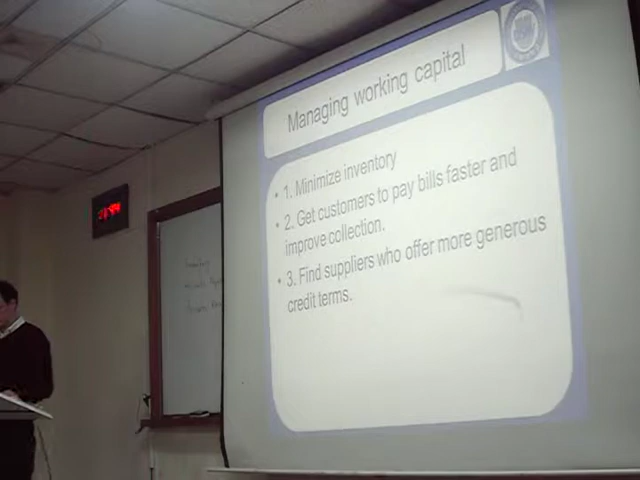 Managing working capital
• 1. Minimize inventory
• 2. Get customers to pay bills faster and
improve collection.
• 3. Find suppliers who offer more generous
credit terms.